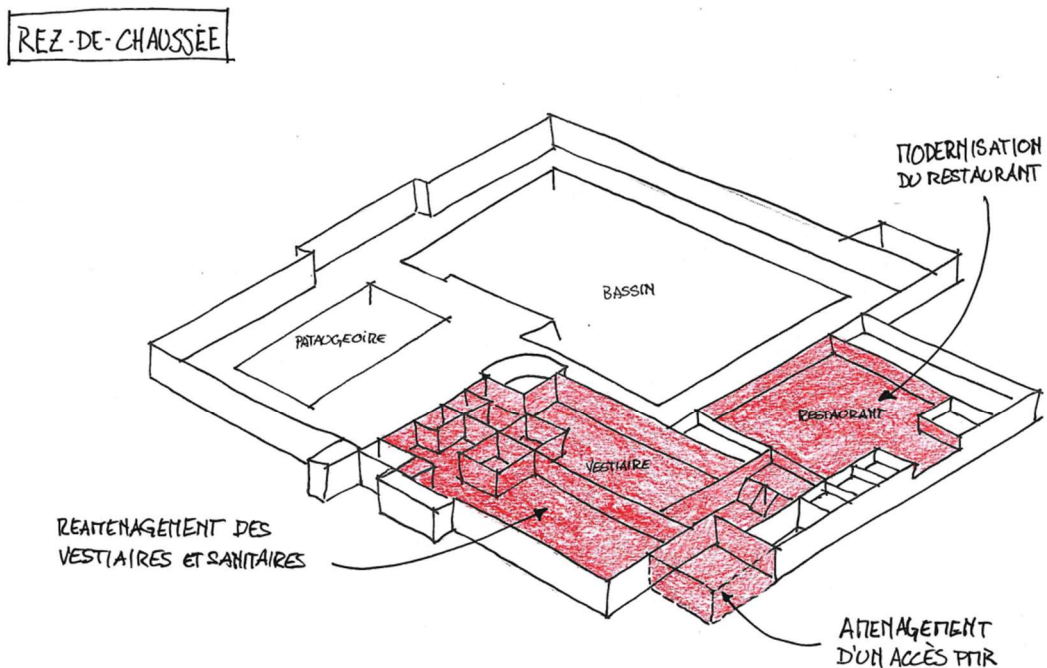 REZ-DE-CHAUSSÉE
MODERNISATION
DU RESTAURANT
BASSIN
PATAUGEOIRE
RESTAURANT
VESTIAIRE
REAMENAGEMENT DES
VESTIAIRES ET SANITAIRES
AMENAGEMENT
D'UN ACCÈS PMR